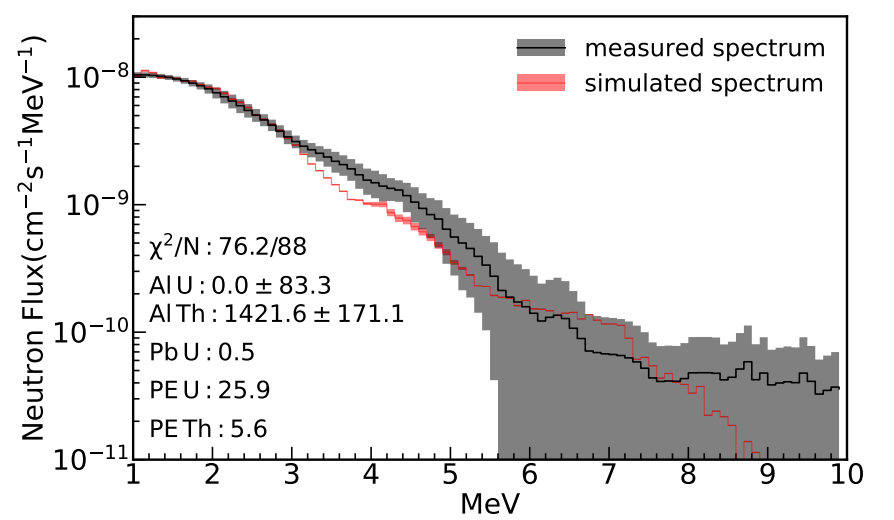 measured spectrum
simulated spectrum
Neutron Flux(cm⁻²s⁻¹MeV⁻¹)
10⁻⁸
10⁻⁹
10⁻¹⁰
10⁻¹¹
χ²/N : 76.2/88
Al U : 0.0 ± 83.3
Al Th : 1421.6 ± 171.1
Pb U : 0.5
PE U : 25.9
PE Th : 5.6
1 2 3 4 5 6 7 8 9 10
MeV